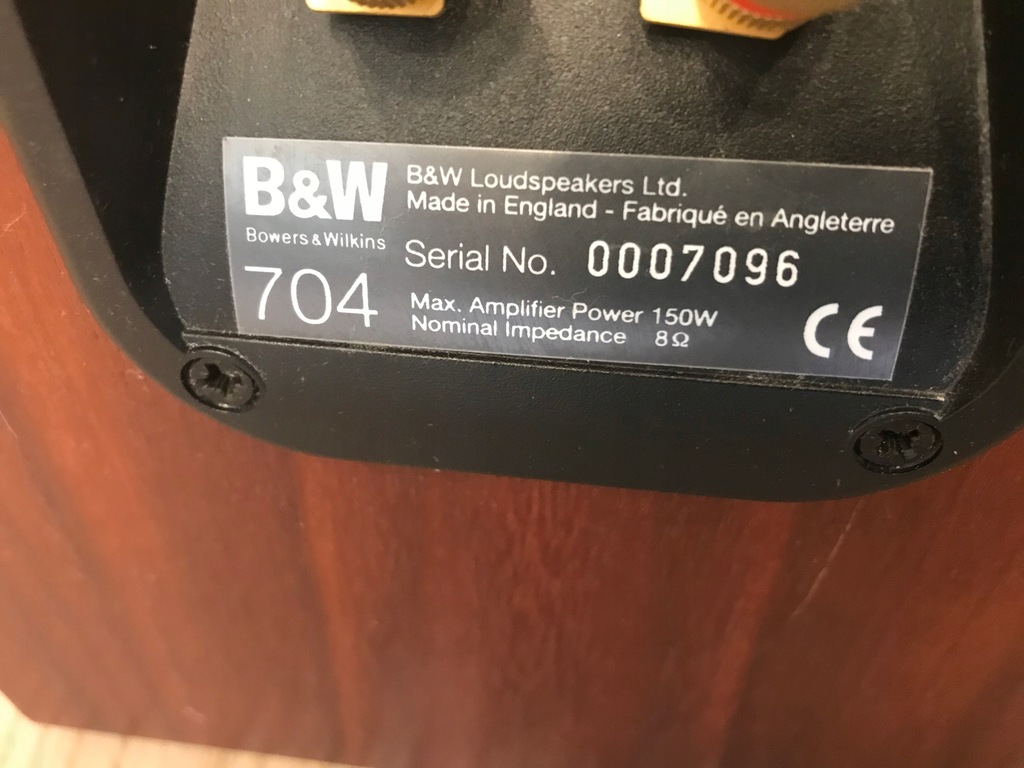 B&W
Bowers & Wilkins
704
B&W Loudspeakers Ltd.
Made in England - Fabriqué en Angleterre
Serial No. 0007096
Max. Amplifier Power 150W
Nominal Impedance 8Ω
CE